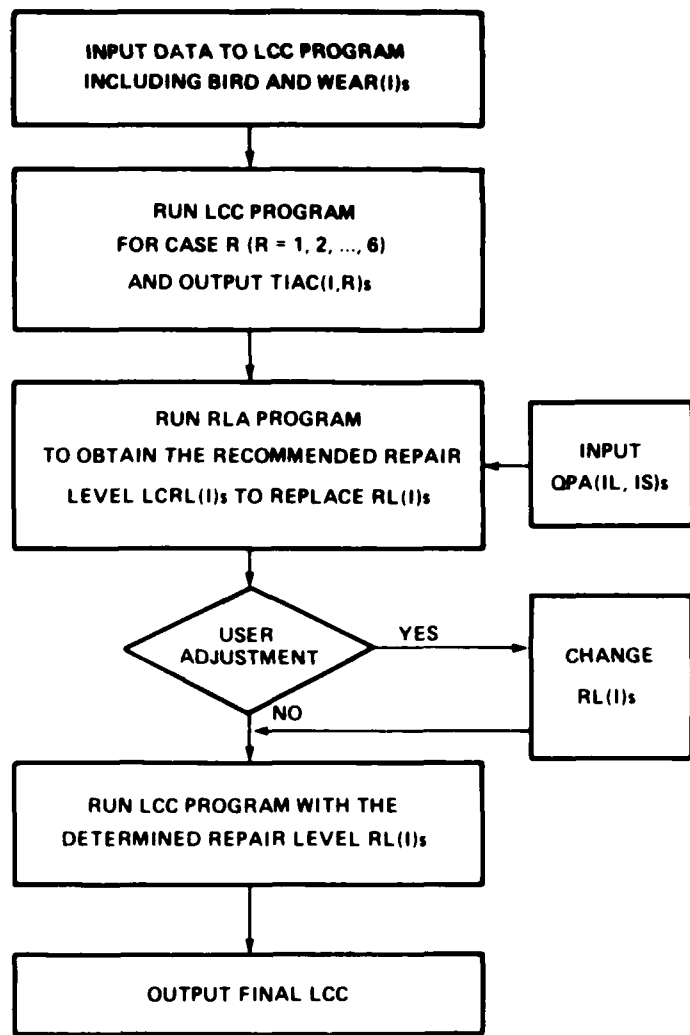 INPUT DATA TO LCC PROGRAM
INCLUDING BIRD AND WEAR(I)s
RUN LCC PROGRAM
FOR CASE R (R = 1, 2, ..., 6)
AND OUTPUT TIAC(I,R)s
RUN RLA PROGRAM
TO OBTAIN THE RECOMMENDED REPAIR
LEVEL LCRL(I)s TO REPLACE RL(I)s
INPUT
QPA(IL, IS)s
USER
ADJUSTMENT
YES
CHANGE
RL(I)s
NO
RUN LCC PROGRAM WITH THE
DETERMINED REPAIR LEVEL RL(I)s
OUTPUT FINAL LCC